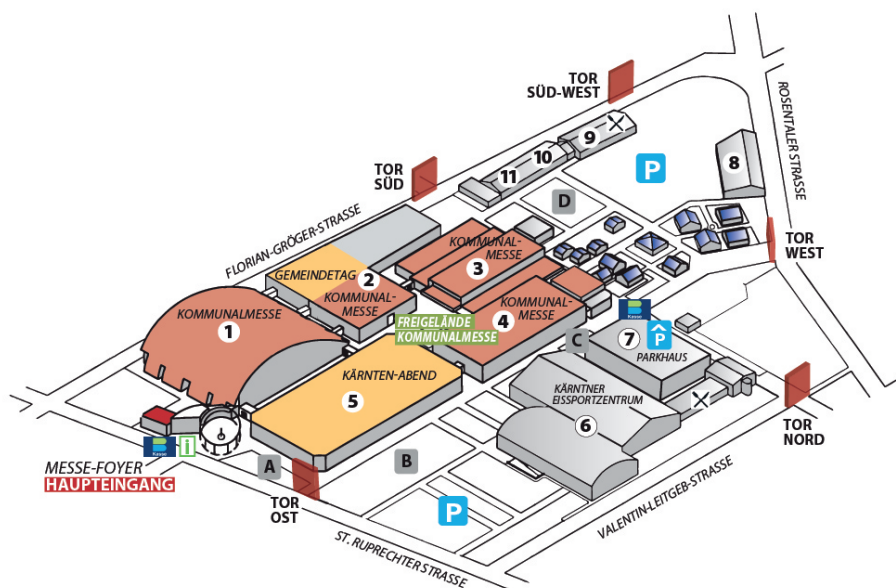 TOR
SÜD-WEST
ROSENTALER STRASSE
9
10
11
P
8
TOR
SÜD
D
FLORIAN-GRÖGER-STRASSE
KOMMUNAL-
MESSE
3
TOR
WEST
GEMEINDETAG
2
KOMMUNAL-
MESSE
KOMMUNALMESSE
1
KOMMUNAL-
MESSE
4
FREIGELÄNDE
KOMMUNALMESSE
Kasse
7
P
PARKHAUS
C
KÄRNTEN-ABEND
5
KÄRNTNER
EISSPORTZENTRUM
6
TOR
NORD
Kasse
i
MESSE-FOYER
HAUPTEINGANG
A
B
TOR
OST
P
ST. RUPRECHTER STRASSE
VALENTIN-LEITGEB-STRASSE